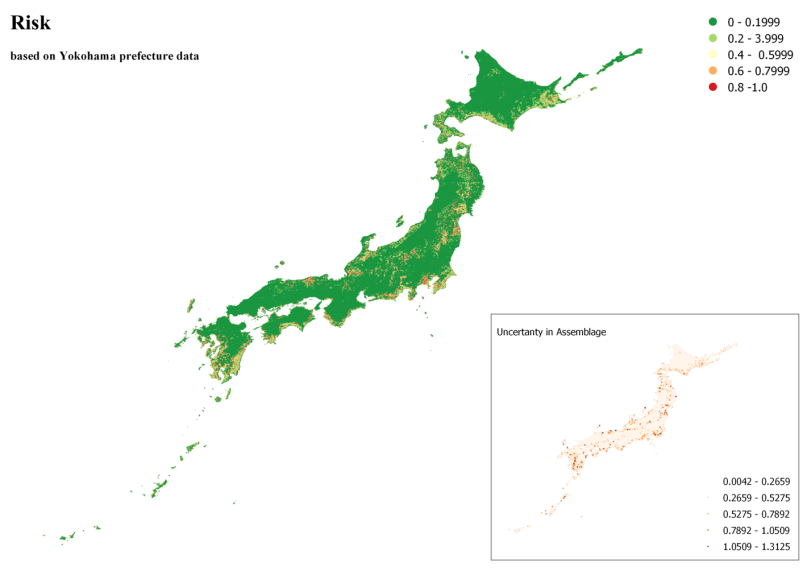 Risk
based on Yokohama prefecture data
0 - 0.1999
0.2 - 3.999
0.4 - 0.5999
0.6 - 0.7999
0.8 -1.0
Uncertanty in Assemblage
0.0042 - 0.2659
0.2659 - 0.5275
0.5275 - 0.7892
0.7892 - 1.0509
1.0509 - 1.3125